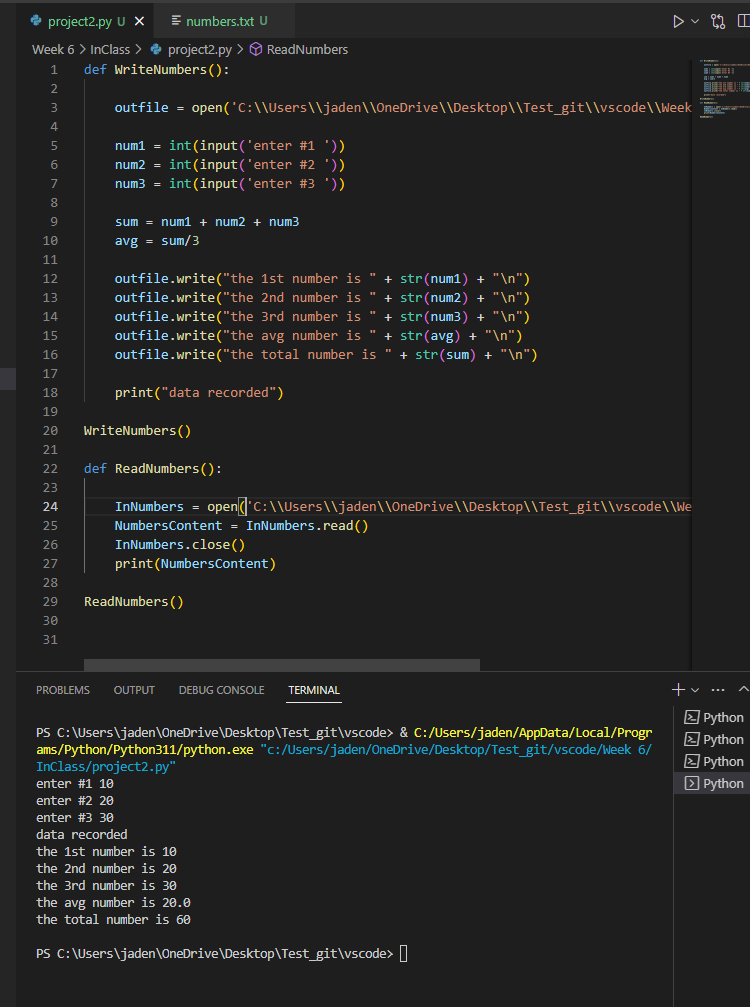 project2.py U
numbers.txt U
Week 6 > InClass > project2.py > ReadNumbers
1 def WriteNumbers():
2
3 outfile = open('C:\\Users\\jaden\\OneDrive\\Desktop\\Test_git\\vscode\\Week
4
5 num1 = int(input('enter #1 '))
6 num2 = int(input('enter #2 '))
7 num3 = int(input('enter #3 '))
8
9 sum = num1 + num2 + num3
10 avg = sum/3
11
12 outfile.write("the 1st number is " + str(num1) + "\n")
13 outfile.write("the 2nd number is " + str(num2) + "\n")
14 outfile.write("the 3rd number is " + str(num3) + "\n")
15 outfile.write("the avg number is " + str(avg) + "\n")
16 outfile.write("the total number is " + str(sum) + "\n")
17
18 print("data recorded")
19
20 WriteNumbers()
21
22 def ReadNumbers():
23
24 InNumbers = open('C:\\Users\\jaden\\OneDrive\\Desktop\\Test_git\\vscode\\We
25 NumbersContent = InNumbers.read()
26 InNumbers.close()
27 print(NumbersContent)
28
29 ReadNumbers()
30
31
PROBLEMS OUTPUT DEBUG CONSOLE TERMINAL
PS C:\Users\jaden\OneDrive\Desktop\Test_git\vscode> & C:/Users/jaden/AppData/Local/Progr
ams/Python/Python311/python.exe "c:/Users/jaden/OneDrive/Desktop/Test_git/vscode/Week 6/
InClass/project2.py"
enter #1 10
enter #2 20
enter #3 30
data recorded
the 1st number is 10
the 2nd number is 20
the 3rd number is 30
the avg number is 20.0
the total number is 60
PS C:\Users\jaden\OneDrive\Desktop\Test_git\vscode>
Python
Python
Python
Python